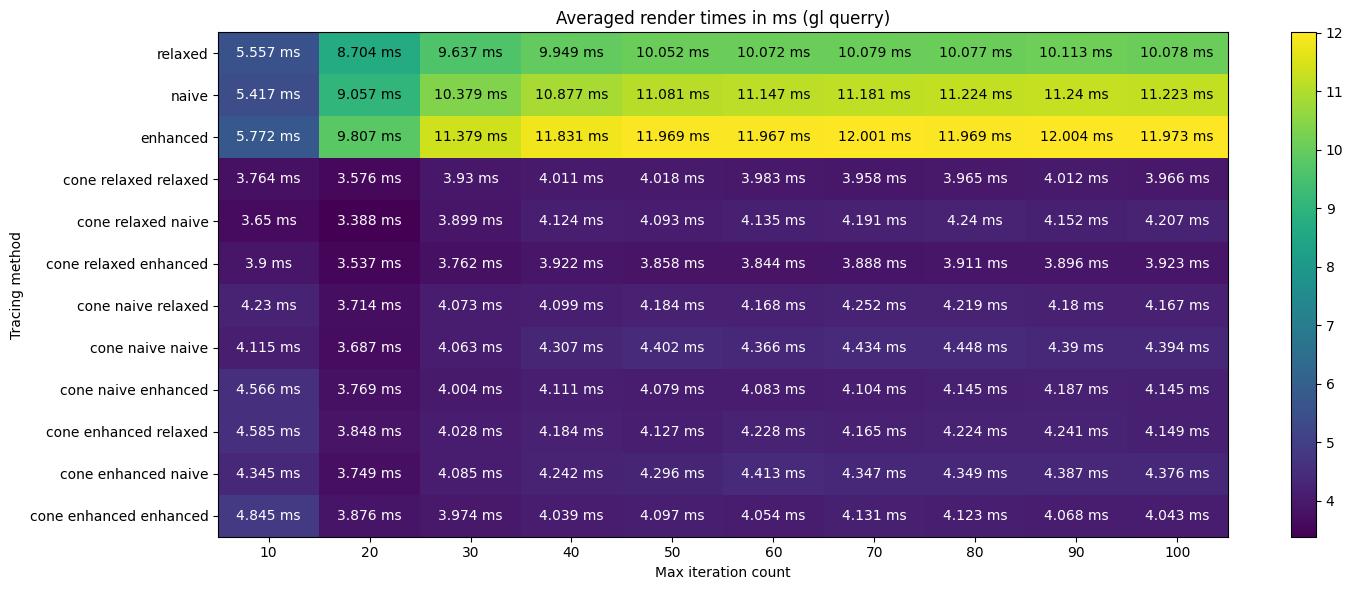 Averaged render times in ms (gl querry)
relaxed 5.557 ms 8.704 ms 9.637 ms 9.949 ms 10.052 ms 10.072 ms 10.079 ms 10.077 ms 10.113 ms 10.078 ms
naive 5.417 ms 9.057 ms 10.379 ms 10.877 ms 11.081 ms 11.147 ms 11.181 ms 11.224 ms 11.24 ms 11.223 ms
enhanced 5.772 ms 9.807 ms 11.379 ms 11.831 ms 11.969 ms 11.967 ms 12.001 ms 11.969 ms 12.004 ms 11.973 ms
cone relaxed relaxed 3.764 ms 3.576 ms 3.93 ms 4.011 ms 4.018 ms 3.983 ms 3.958 ms 3.965 ms 4.012 ms 3.966 ms
cone relaxed naive 3.65 ms 3.388 ms 3.899 ms 4.124 ms 4.093 ms 4.135 ms 4.191 ms 4.24 ms 4.152 ms 4.207 ms
cone relaxed enhanced 3.9 ms 3.537 ms 3.762 ms 3.922 ms 3.858 ms 3.844 ms 3.888 ms 3.911 ms 3.896 ms 3.923 ms
cone naive relaxed 4.23 ms 3.714 ms 4.073 ms 4.099 ms 4.184 ms 4.168 ms 4.252 ms 4.219 ms 4.18 ms 4.167 ms
cone naive naive 4.115 ms 3.687 ms 4.063 ms 4.307 ms 4.402 ms 4.366 ms 4.434 ms 4.448 ms 4.39 ms 4.394 ms
cone naive enhanced 4.566 ms 3.769 ms 4.004 ms 4.111 ms 4.079 ms 4.083 ms 4.104 ms 4.145 ms 4.187 ms 4.145 ms
cone enhanced relaxed 4.585 ms 3.848 ms 4.028 ms 4.184 ms 4.127 ms 4.228 ms 4.165 ms 4.224 ms 4.241 ms 4.149 ms
cone enhanced naive 4.345 ms 3.749 ms 4.085 ms 4.242 ms 4.296 ms 4.413 ms 4.347 ms 4.349 ms 4.387 ms 4.376 ms
cone enhanced enhanced 4.845 ms 3.876 ms 3.974 ms 4.039 ms 4.097 ms 4.054 ms 4.131 ms 4.123 ms 4.068 ms 4.043 ms
10 20 30 40 50 60 70 80 90 100
Max iteration count
Tracing method
12
11
10
9
8
7
6
5
4